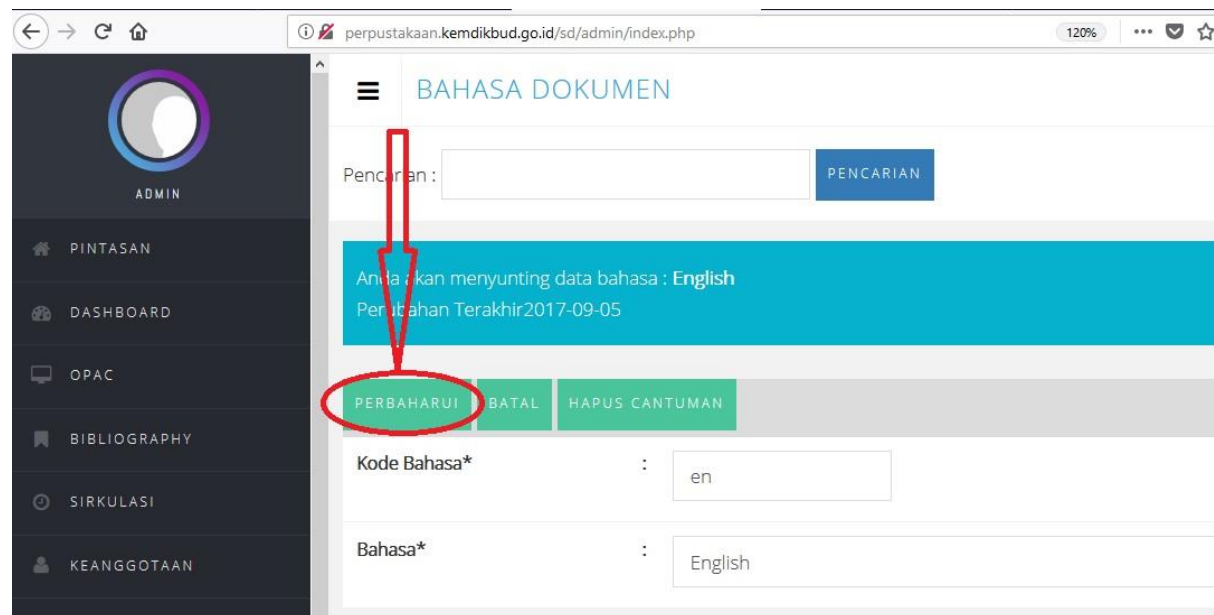 perpustakaan.kemdikbud.go.id/sd/admin/index.php
120%
ADMIN
PINTASAN
DASHBOARD
OPAC
BIBLIOGRAPHY
SIRKULASI
KEANGGOTAAN
BAHASA DOKUMEN
Pencarian :
PENCARIAN
Anda akan menyunting data bahasa : English
Perubahan Terakhir2017-09-05
PERBAHARUI BATAL HAPUS CANTUMAN
Kode Bahasa* : en
Bahasa* : English